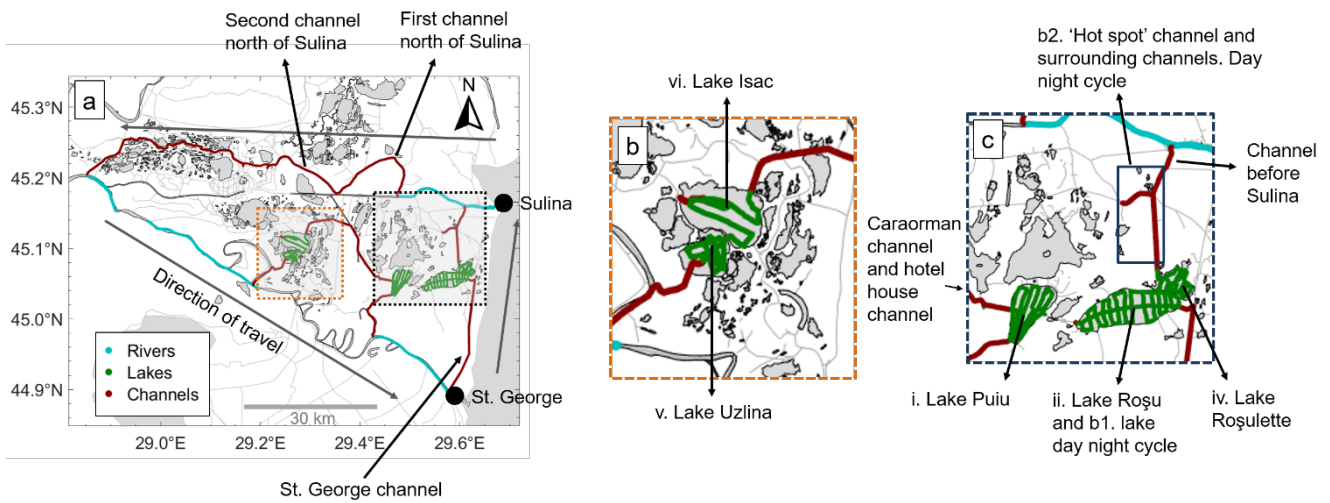 Second channel
north of Sulina
First channel
north of Sulina
a
N
45.3°N
45.2°N
45.1°N
45.0°N
44.9°N
29.0°E
29.2°E
29.4°E
29.6°E
Direction of travel
Rivers
Lakes
Channels
30 km
Sulina
St. George
St. George channel
vi. Lake Isac
b
v. Lake Uzlina
b2. ‘Hot spot’ channel and
surrounding channels. Day
night cycle
c
Channel
before
Sulina
Caraorman
channel
and hotel
house
channel
i. Lake Puiu
ii. Lake Roşu
and b1. lake
day night cycle
iv. Lake
Roşulette